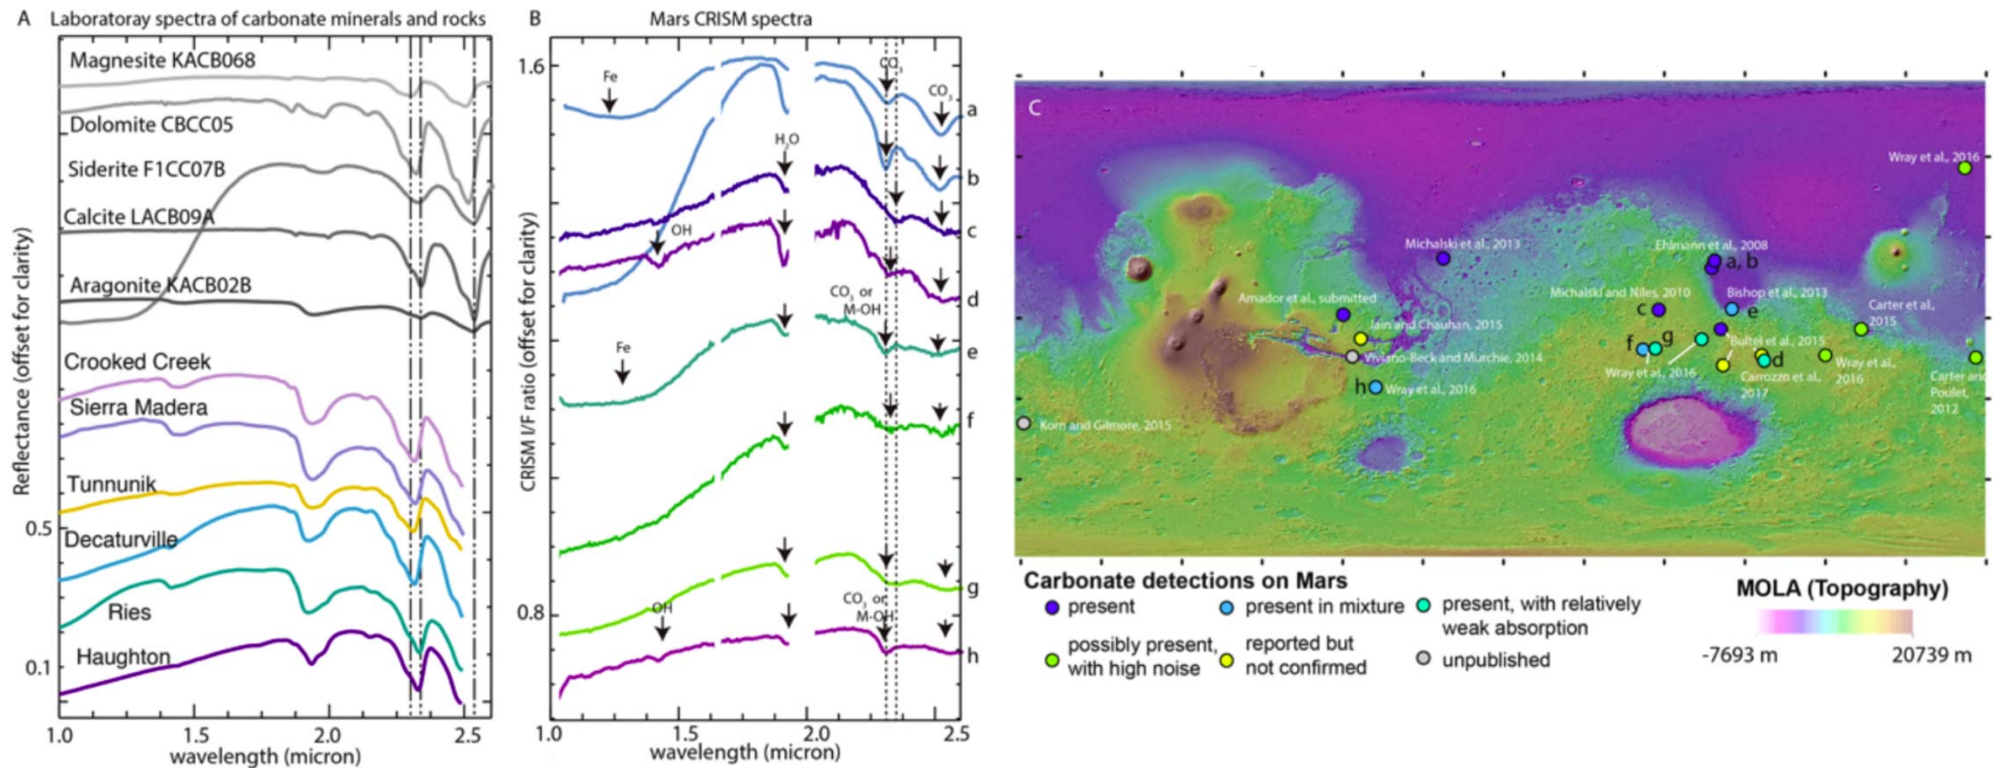 A Laboratoray spectra of carbonate minerals and rocks
Magnesite KACB068
Dolomite CBCC05
Siderite F1CC07B
Calcite LACB09A
Aragonite KACB02B
Crooked Creek
Sierra Madera
Tunnunik
Decaturville
Ries
Haughton
Reflectance (offset for clarity)
0.5
0.1
1.0 1.5 2.0 2.5
wavelength (micron)
B Mars CRISM spectra
1.6
0.8
CRISM I/F ratio (offset for clarity)
Fe
CO3
CO3
a
H2O
b
OH
c
d
CO3 or
M-OH
Fe
e
f
g
OH
CO3 or
M-OH
h
1.0 1.5 2.0 2.5
wavelength (micron)
C
Wray et al., 2016
Michalski et al., 2013
Ehlmann et al., 2008
a, b
Amador et al., submitted
Michalski and Niles, 2010
Bishop et al., 2013
c
e
Carter et al.,
2015
Jain and Chauhan, 2015
f
g
Bultel et al., 2015
Viviano-Beck and Murchie, 2014
d
Wray et al., 2016
Carrozzo et al.,
2017
Wray et al.,
2016
Carter and
Poulet,
2012
h
Wray et al., 2016
Korn and Gilmore, 2015
Carbonate detections on Mars
present
present in mixture
present, with relatively
weak absorption
possibly present,
with high noise
reported but
not confirmed
unpublished
MOLA (Topography)
-7693 m
20739 m